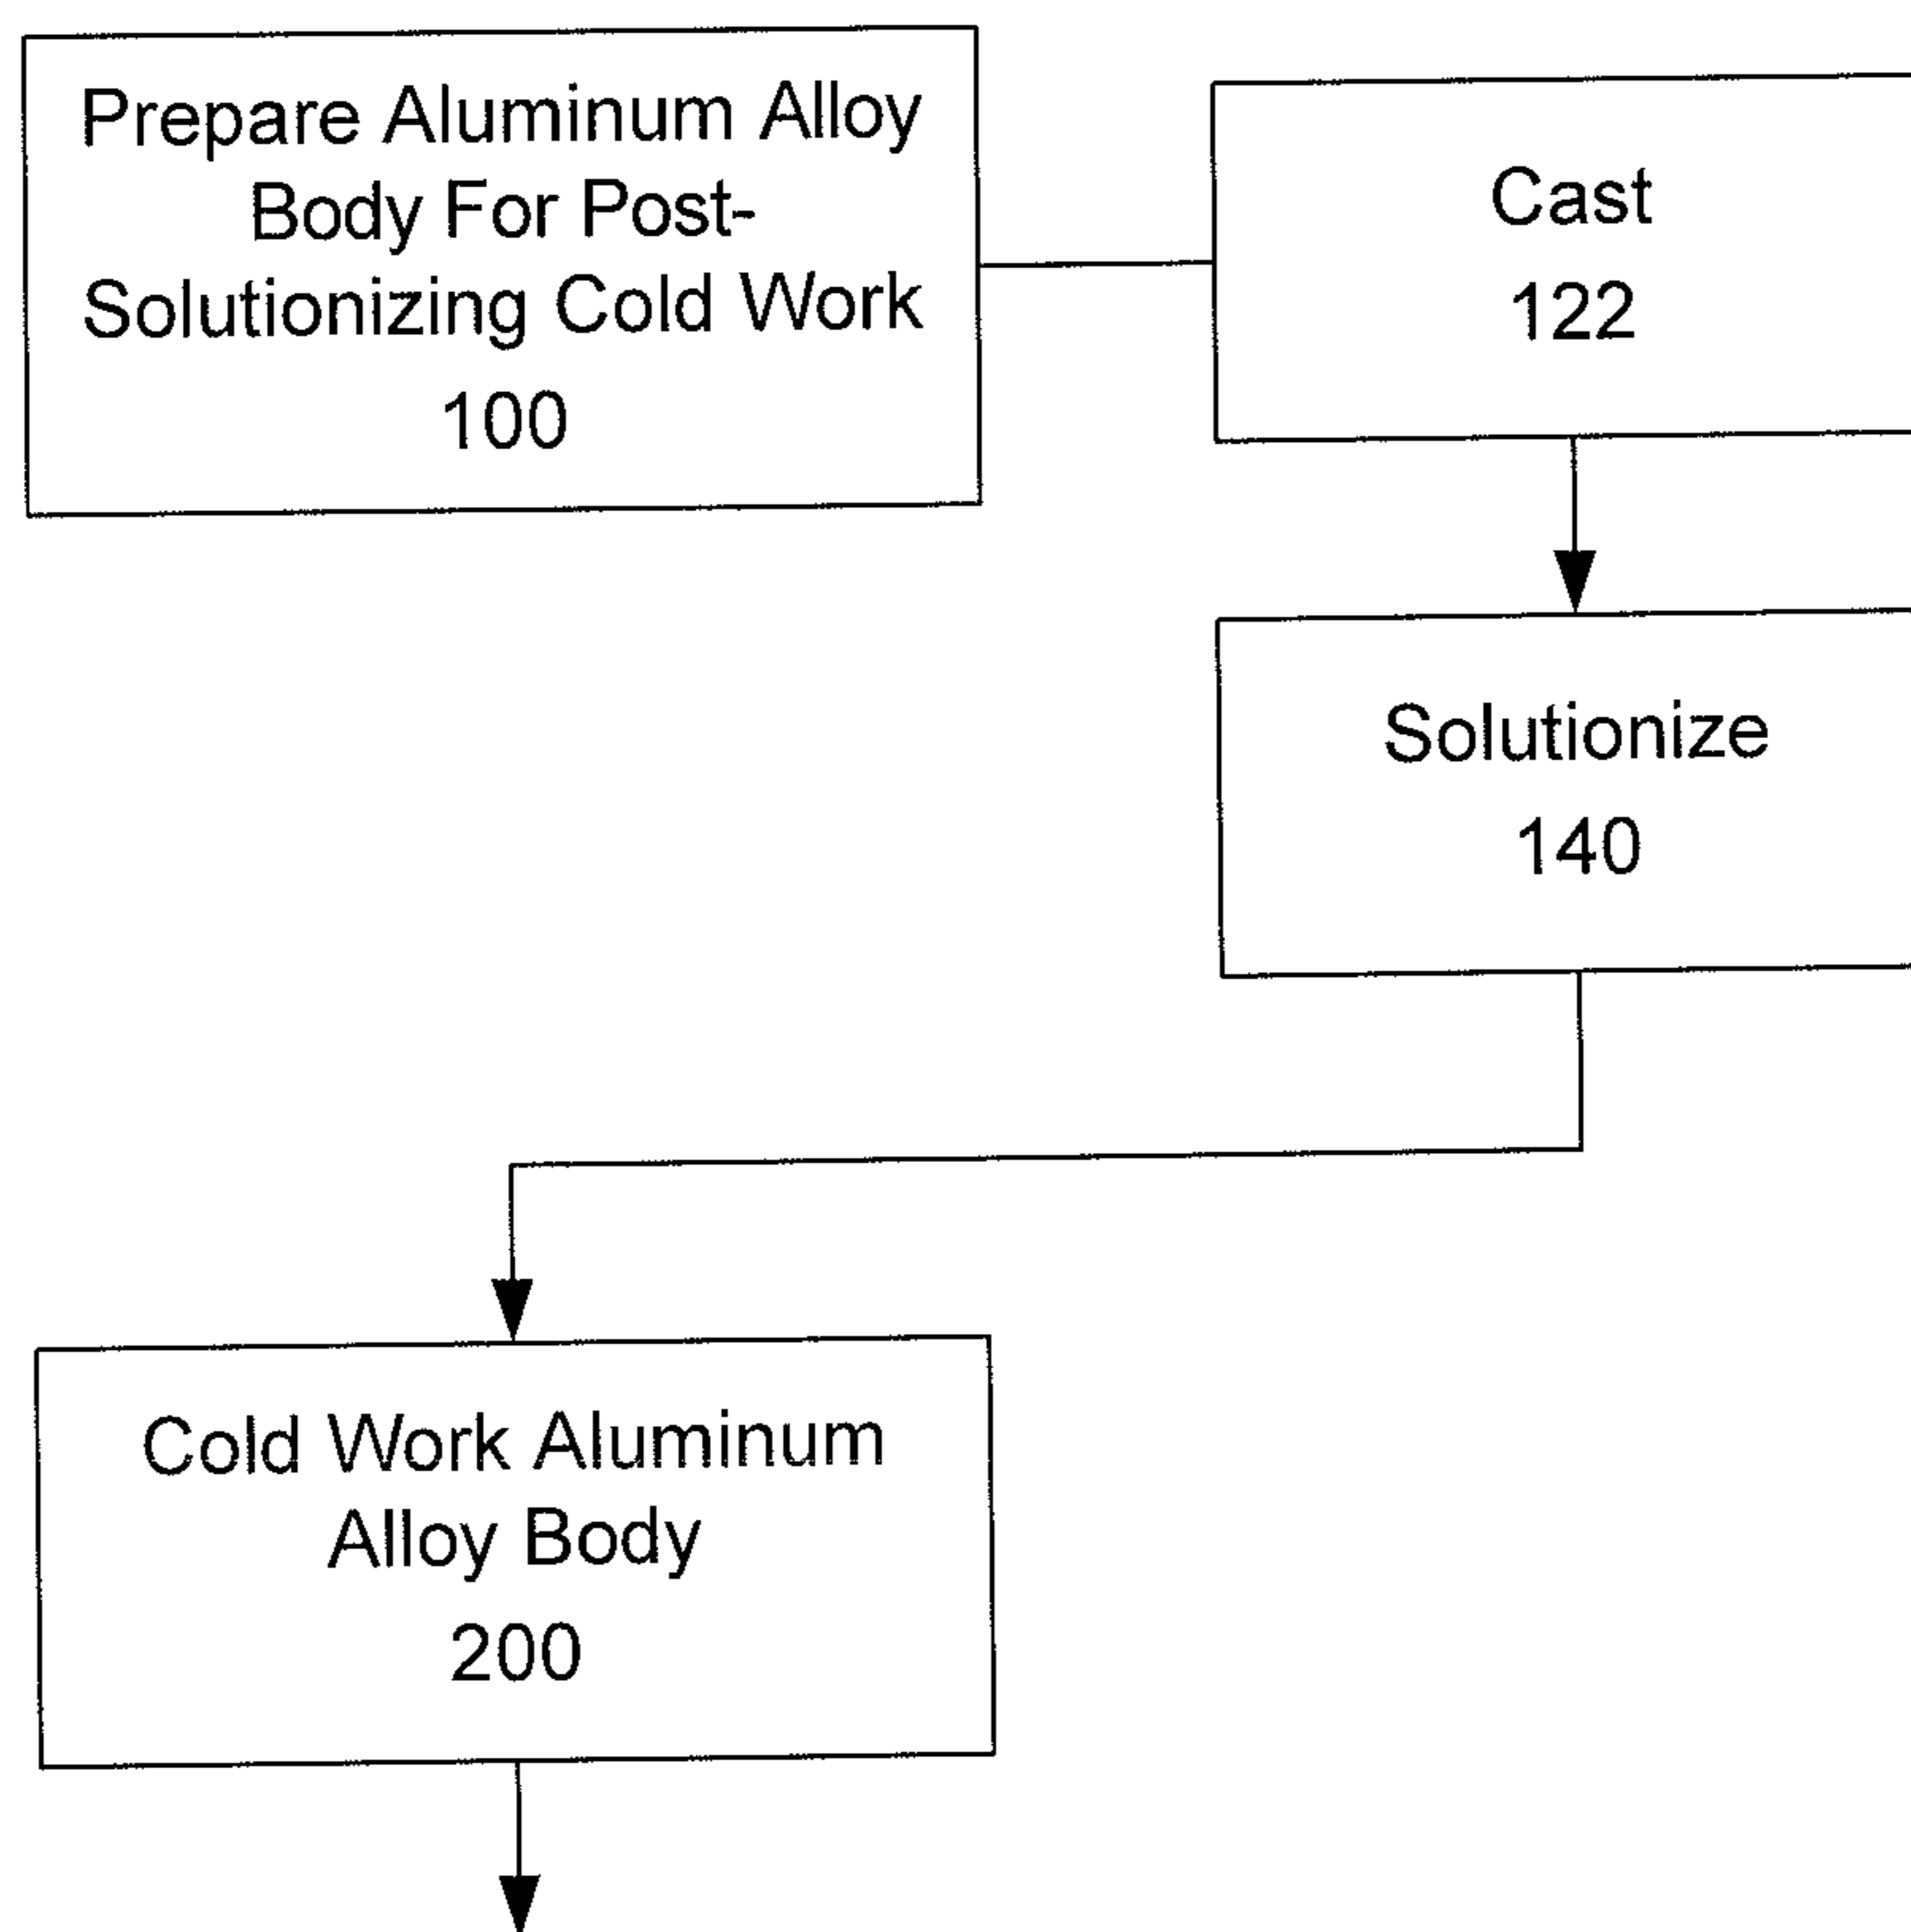 Prepare Aluminum Alloy
Body For Post-
Solutionizing Cold Work
100
Cast
122
Solutionize
140
Cold Work Aluminum
Alloy Body
200